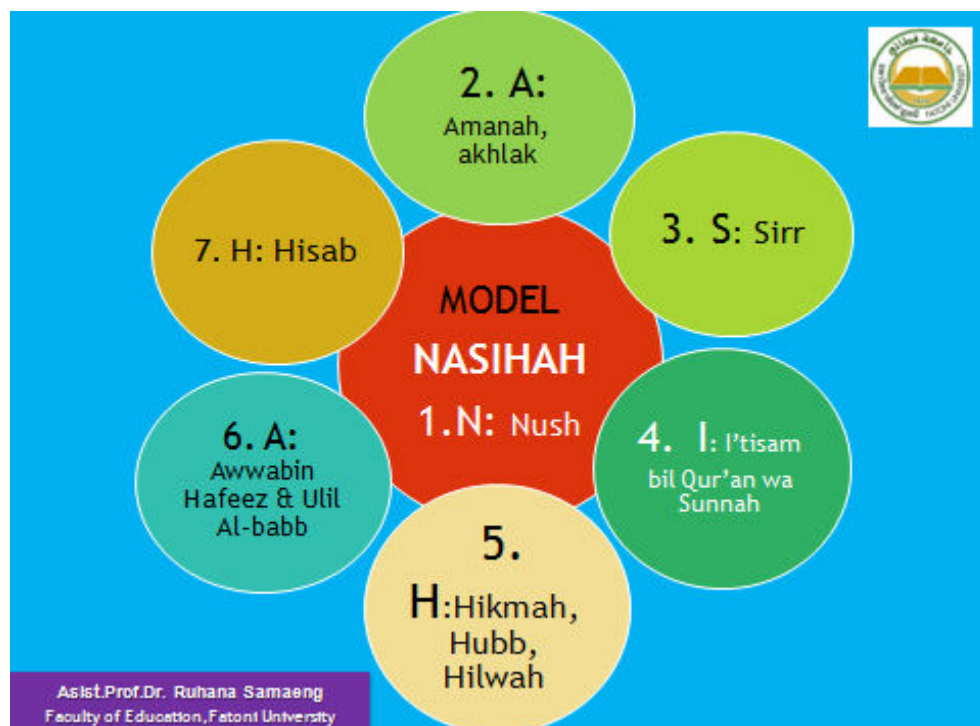 MODEL
NASIHAH
1.N: Nush
2. A:
Amanah,
akhlak
3. S: Sirr
4. I: I'tisam
bil Qur'an wa
Sunnah
5.
H:Hikmah,
Hubb,
Hilwah
6. A:
Awwabin
Hafeez & Ulil
Al-babb
7. H: Hisab
Asist.Prof.Dr. Ruhana Samaeng
Faculty of Education, Fatoni University
FATONI UNIVERSITY